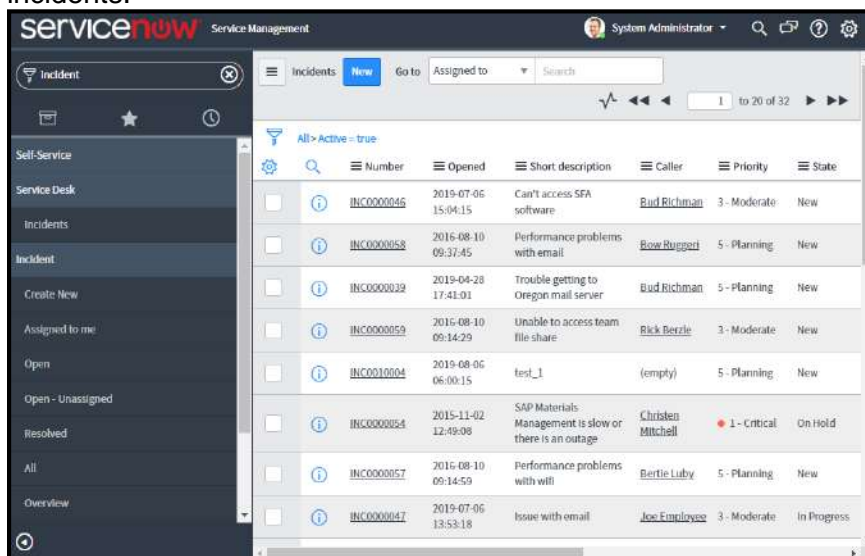 incidents.
servicenow Service Management
System Administrator
Incident
Incidents New Go to Assigned to Search
1 to 20 of 32
All > Active = true
Number Opened Short description Caller Priority State
Self-Service
Service Desk
Incidents
Incident
Create New
Assigned to me
Open
Open - Unassigned
Resolved
All
Overview
INC0000046 2019-07-06 15:04:15 Can't access SFA software Bud Richman 3 - Moderate New
INC0000058 2016-08-10 09:37:45 Performance problems with email Bow Ruggeri 5 - Planning New
INC0000039 2019-04-28 17:41:01 Trouble getting to Oregon mail server Bud Richman 5 - Planning New
INC0000059 2016-08-10 09:14:29 Unable to access team file share Rick Berzle 3 - Moderate New
INC0010004 2019-08-06 06:00:15 test_1 (empty) 5 - Planning New
INC0000054 2015-11-02 12:49:08 SAP Materials Management is slow or there is an outage Christen Mitchell 1 - Critical On Hold
INC0000057 2016-08-10 09:14:59 Performance problems with wifi Bertie Luby 5 - Planning New
INC0000047 2019-07-06 13:53:18 Issue with email Joe Employee 3 - Moderate In Progress